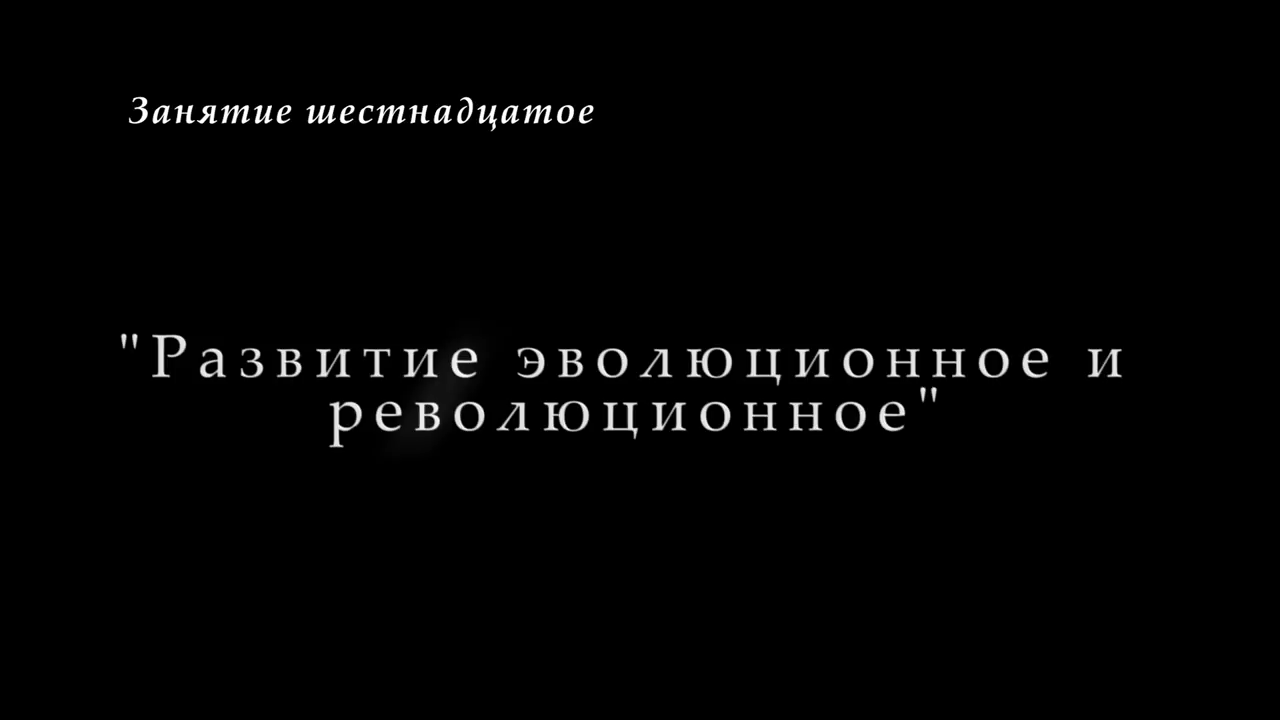 Занятие шестнадцатое
"Развитие эволюционное и
революционное"